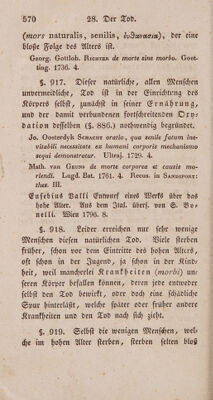 570 28. Der Tod.
(mors naturalis, senilis, ἐυθανασια), der eine
bloße Folge des Alters ist.
Georg. Gottlob. Richter de morte sine morbo. Goet-
ting. 1736. 4.
§. 917. Dieser natürliche, allen Menschen
unvermeidliche, Tod ist in der Einrichtung des
Körpers selbst, zunächst in seiner Ernährung,
und der damit verbundenen fortdauernden Oxy-
dation desselben (§. 886.) nothwendig begründet.
Jo. Oosterdyk Schacht oratio, qua senile fatum ine-
vitabili necessitate ex humani corporis mechanismo
sequi demonstratur. Ultraj. 1729. 4.
Math. van Geuns de morte corporea et causis mo-
riendi. Lugd. Bat. 1761. 4. Recus. in Sandifort:
thes. III.
Eusebius Valli Entwurf eines Werks über das
hohe Alter. Aus dem Ital. übers. von S. Bo-
nelli. Wien 1796. 8.
§. 918. Leider erreichen nur sehr wenige
Menschen diesen natürlichen Tod. Viele sterben
früher, schon vor dem Eintritte des hohen Alters,
oft schon in der Jugend, ja schon in der Kind-
heit, weil mancherlei Krankheiten (morbi) un-
seren Körper befallen können, deren jede entweder
selbst den Tod bewirkt, oder doch eine schädliche
Spur hinterläßt, welche später oder früher andere
Krankheiten und den Tod nach sich zieht.
§. 919. Selbst die wenigen Menschen, wel-
che im hohen Alter sterben, sterben selten bloß